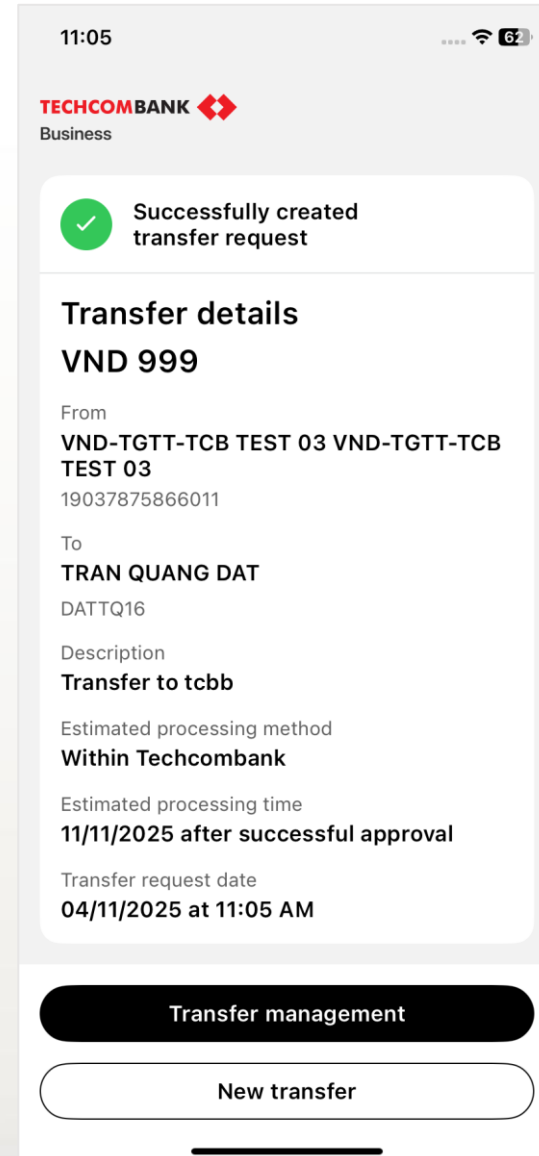 11:05
62
TECHCOMBANK
Business
Successfully created
transfer request
Transfer details
VND 999
From
VND-TGTT-TCB TEST 03 VND-TGTT-TCB
TEST 03
19037875866011
To
TRAN QUANG DAT
DATTQ16
Description
Transfer to tcbb
Estimated processing method
Within Techcombank
Estimated processing time
11/11/2025 after successful approval
Transfer request date
04/11/2025 at 11:05 AM
Transfer management
New transfer